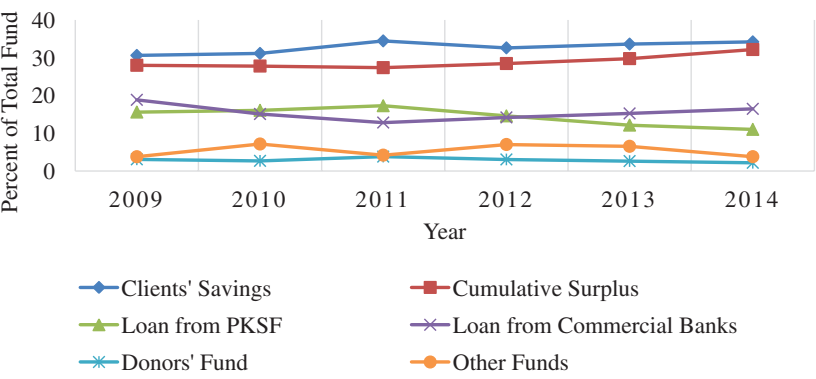 Percent of Total Fund
40
30
20
10
0
2009 2010 2011 2012 2013 2014
Year
Clients' Savings Cumulative Surplus
Loan from PKSF Loan from Commercial Banks
Donors' Fund Other Funds